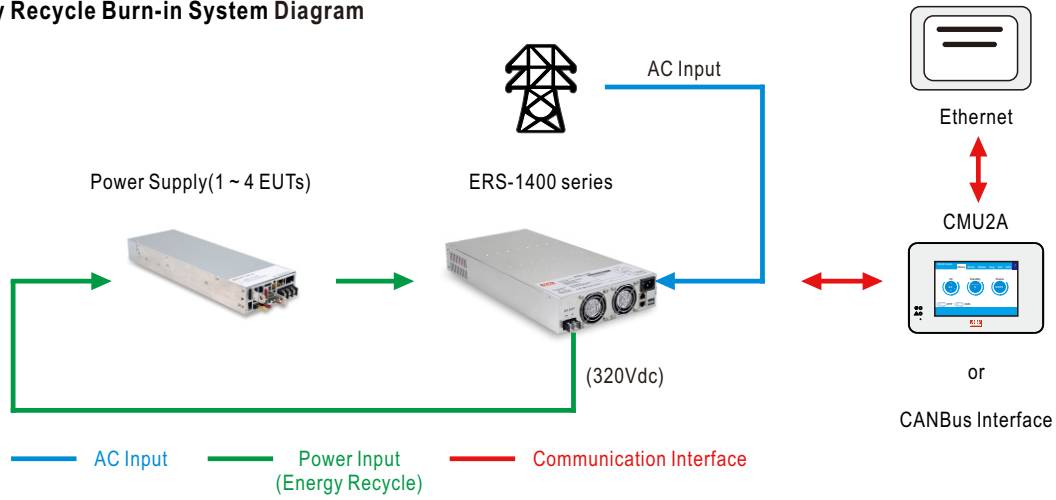 y Recycle Burn-in System Diagram
AC Input
Ethernet
Power Supply(1 ~ 4 EUTs)
ERS-1400 series
CMU2A
(320Vdc)
or
CANBus Interface
AC Input
Power Input
(Energy Recycle)
Communication Interface